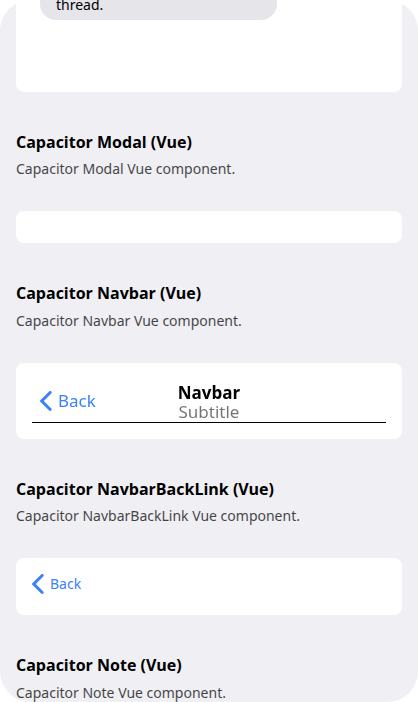 thread.
Capacitor Modal (Vue)
Capacitor Modal Vue component.
Capacitor Navbar (Vue)
Capacitor Navbar Vue component.
Back
Navbar
Subtitle
Capacitor NavbarBackLink (Vue)
Capacitor NavbarBackLink Vue component.
Back
Capacitor Note (Vue)
Capacitor Note Vue component.